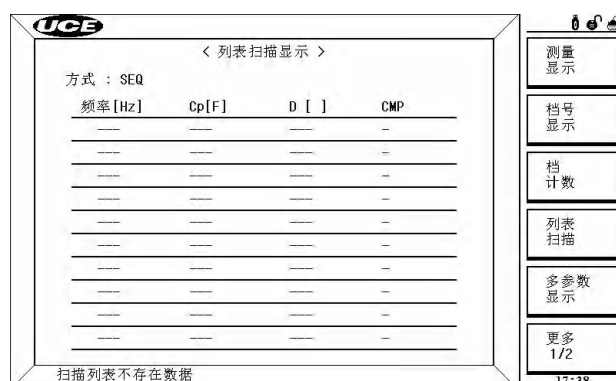 UCE
< 列表扫描显示 >
方式 : SEQ
频率[Hz] Cp[F] D [ ] CMP
--- --- --- -
--- --- --- -
--- --- --- -
--- --- --- -
--- --- --- -
--- --- --- -
--- --- --- -
--- --- --- -
--- --- --- -
--- --- --- -
扫描列表不存在数据
测量
显示
档号
显示
档
计数
列表
扫描
多参数
显示
更多
1/2
17:38